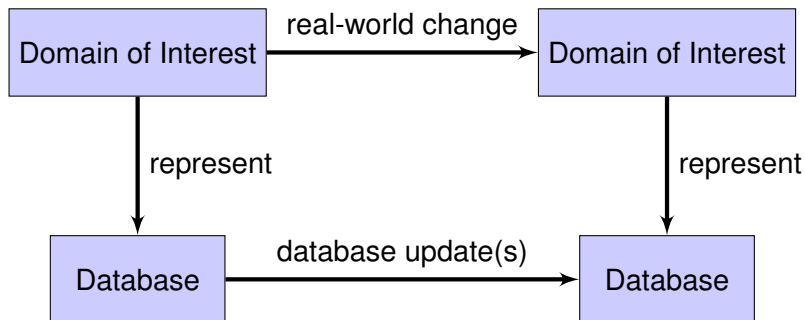 real-world change
Domain of Interest
Domain of Interest
represent
represent
database update(s)
Database
Database